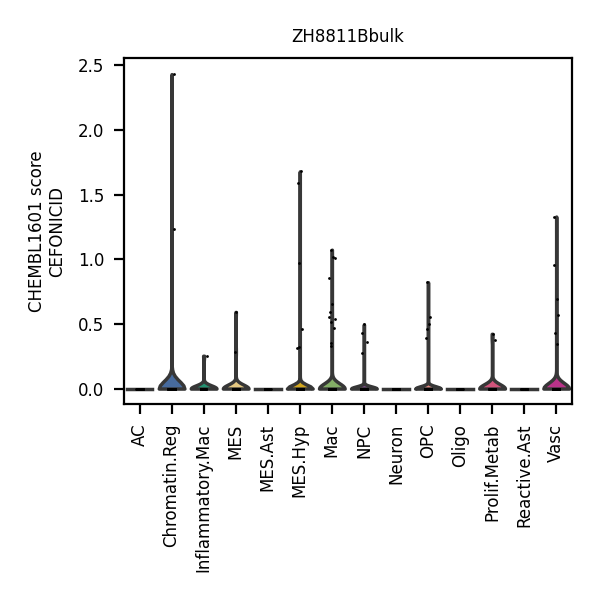 ZH8811Bbulk
CHEMBL1601 score
CEFONICID
2.5
2.0
1.5
1.0
0.5
0.0
AC
Chromatin.Reg
Inflammatory.Mac
MES
MES.Ast
MES.Hyp
Mac
NPC
Neuron
OPC
Oligo
Prolif.Metab
Reactive.Ast
Vasc